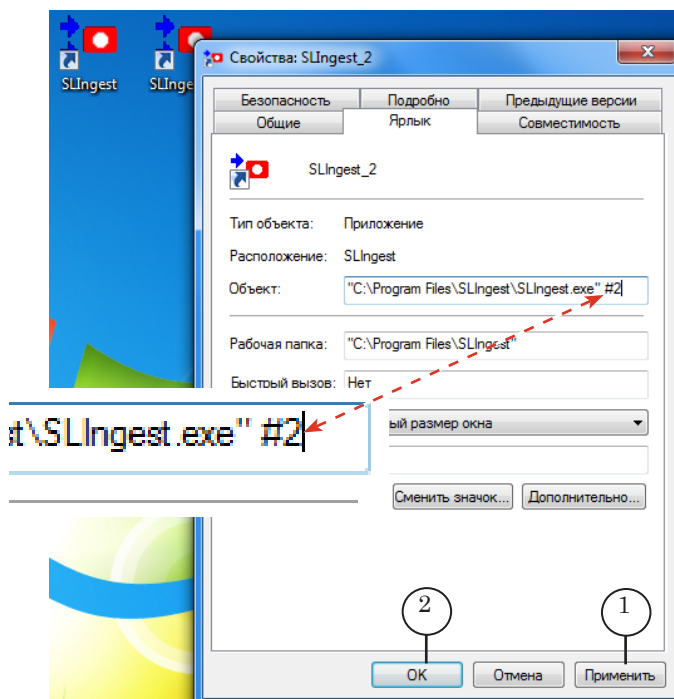 SLIngest
SLInge
Свойства: SLIngest_2
Безопасность
Подробно
Предыдущие версии
Общие
Ярлык
Совместимость
SLIngest_2
Тип объекта: Приложение
Расположение: SLIngest
Объект: "C:\Program Files\SLIngest\SLIngest.exe" #2
Рабочая папка: "C:\Program Files\SLIngest"
Быстрый вызов: Нет
st\SLIngest.exe" #2
ый размер окна
Сменить значок...
Дополнительно...
2
1
OK
Отмена
Применить